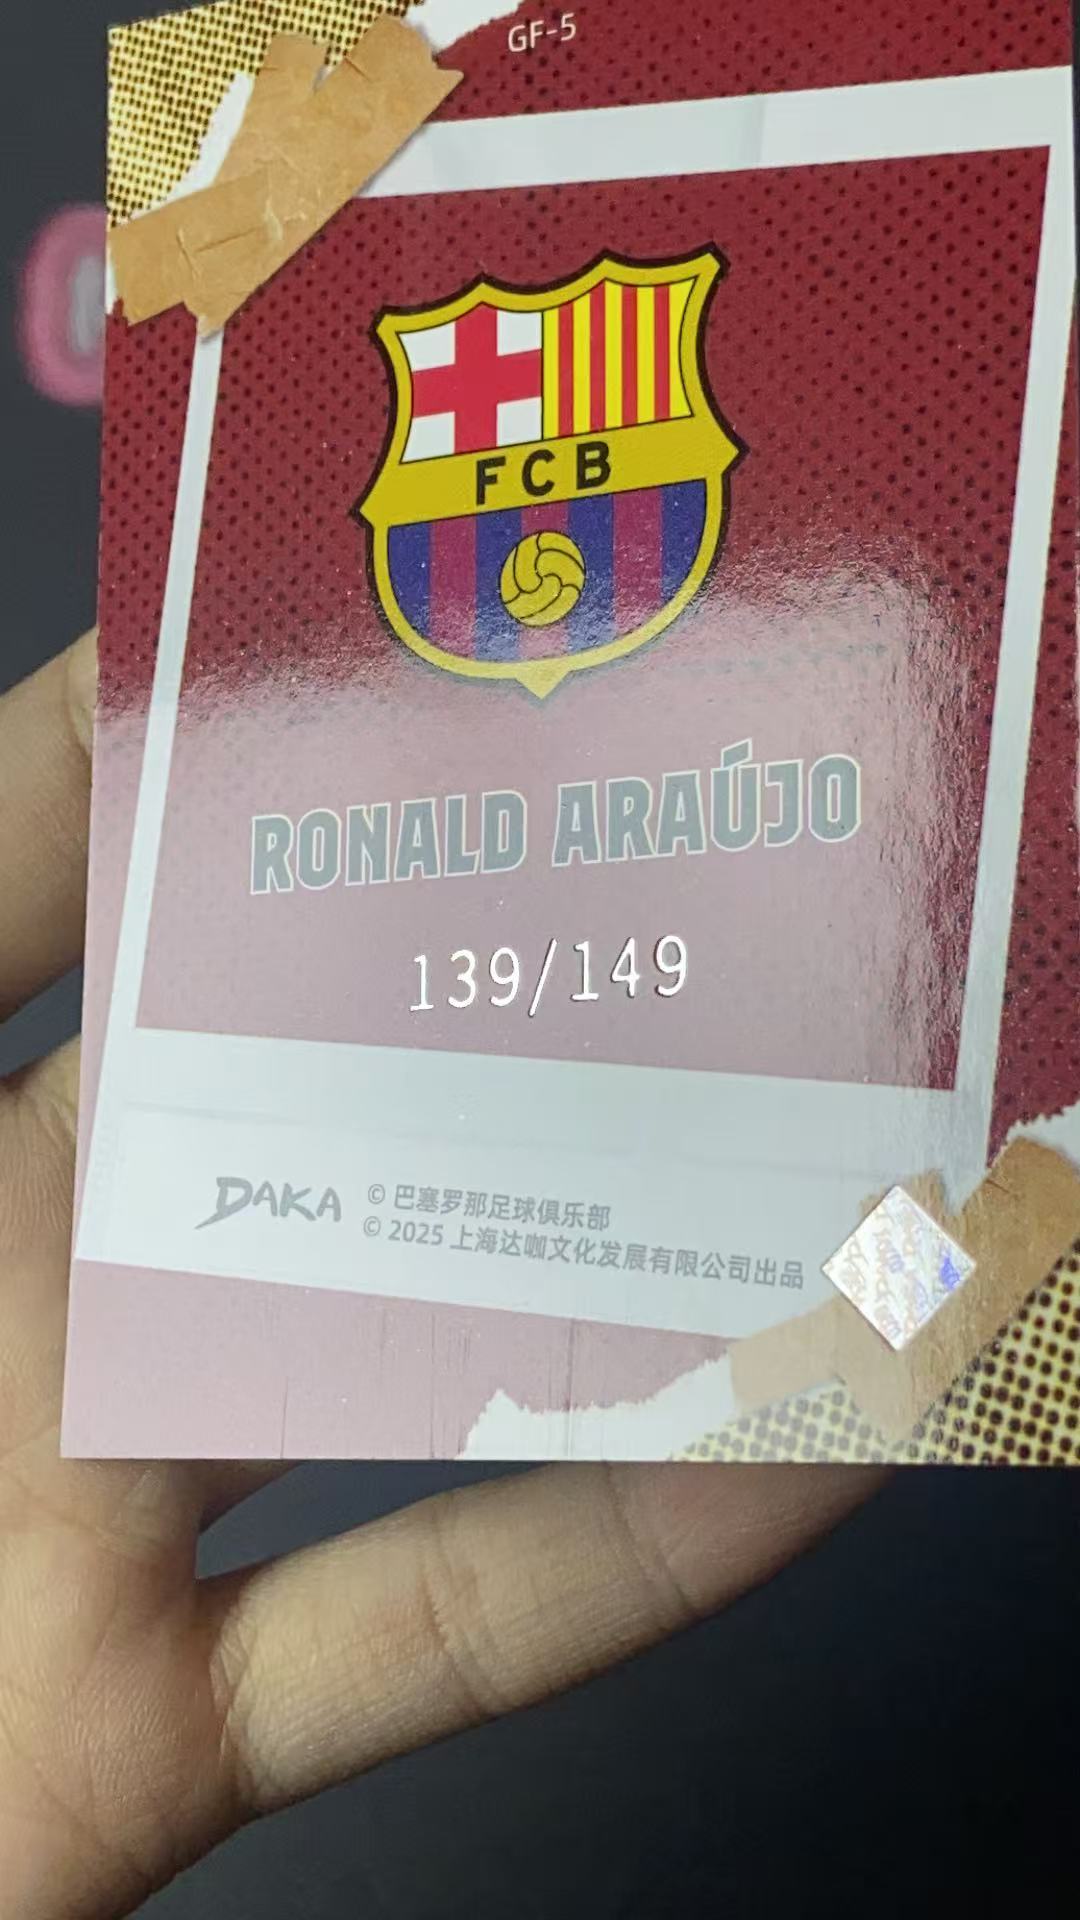 GF-5
FCB
RONALD ARAÚJO
139/149
DAKA
© 巴塞罗那足球俱乐部
© 2025 上海达咖文化发展有限公司出品